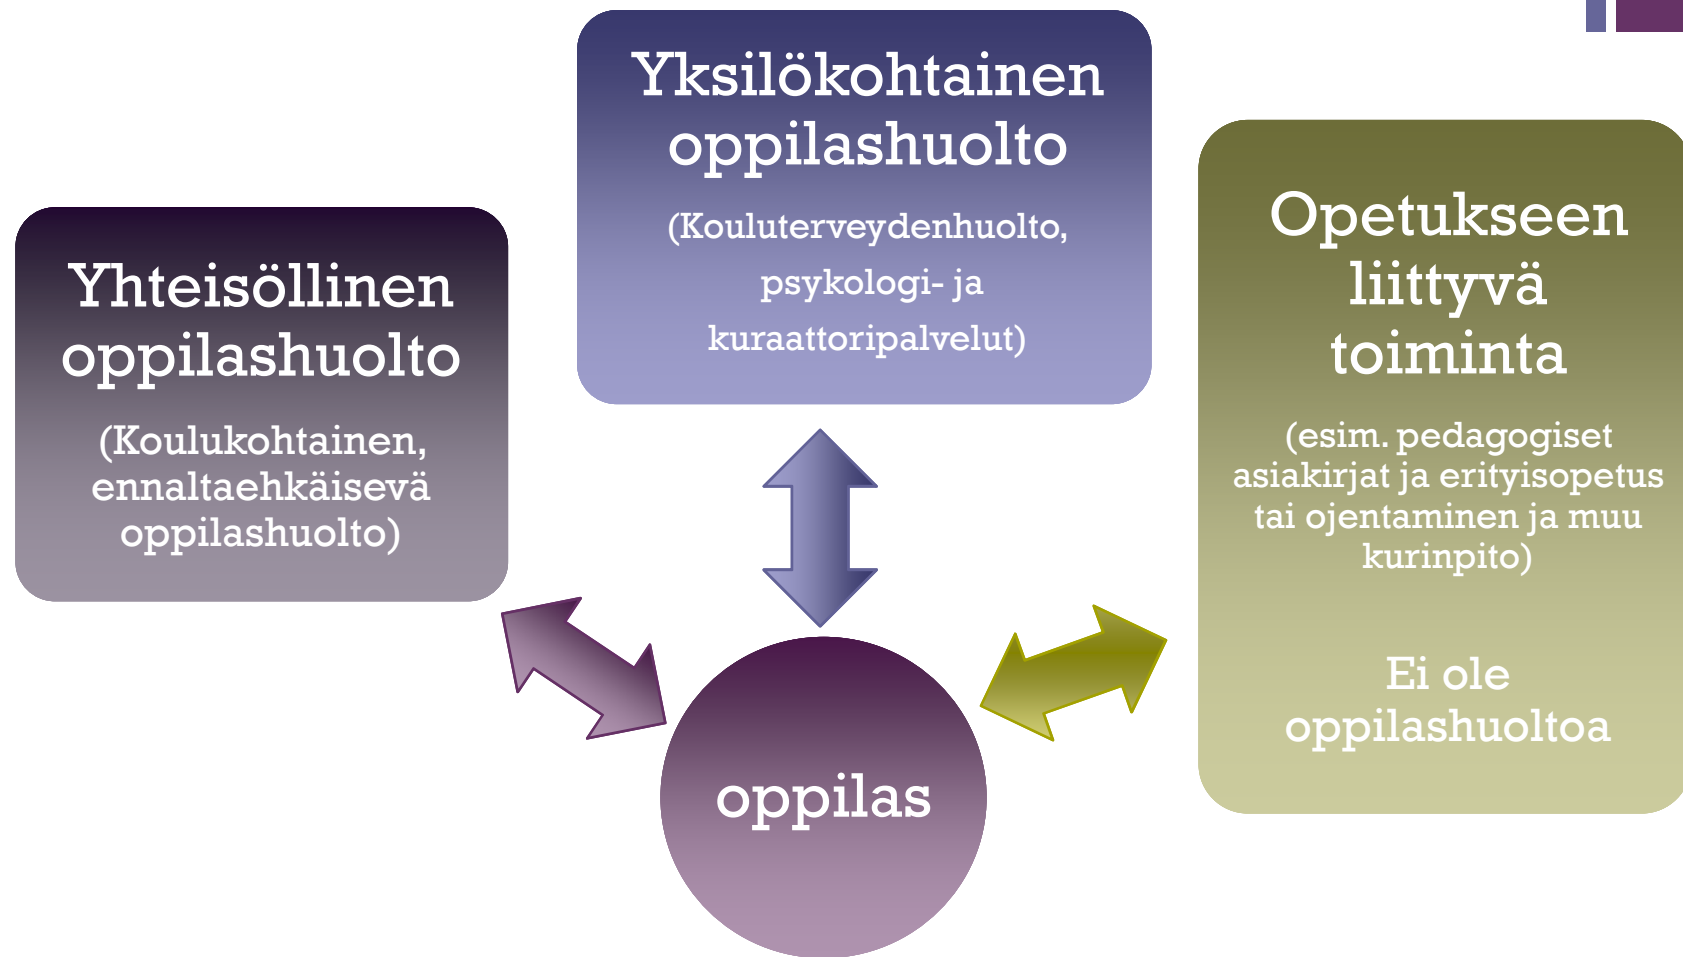 Yhteisöllinen
oppilashuolto
(Koulukohtainen,
ennaltaehkäisevä
oppilashuolto)
Yksilökohtainen
oppilashuolto
(Kouluterveydenhuolto,
psykologi- ja
kuraattoripalvelut)
Opetukseen
liittyvä
toiminta
(esim. pedagogiset
asiakirjat ja erityisopetus
tai ojentaminen ja muu
kurinpito)
Ei ole
oppilashuoltoa
oppilas